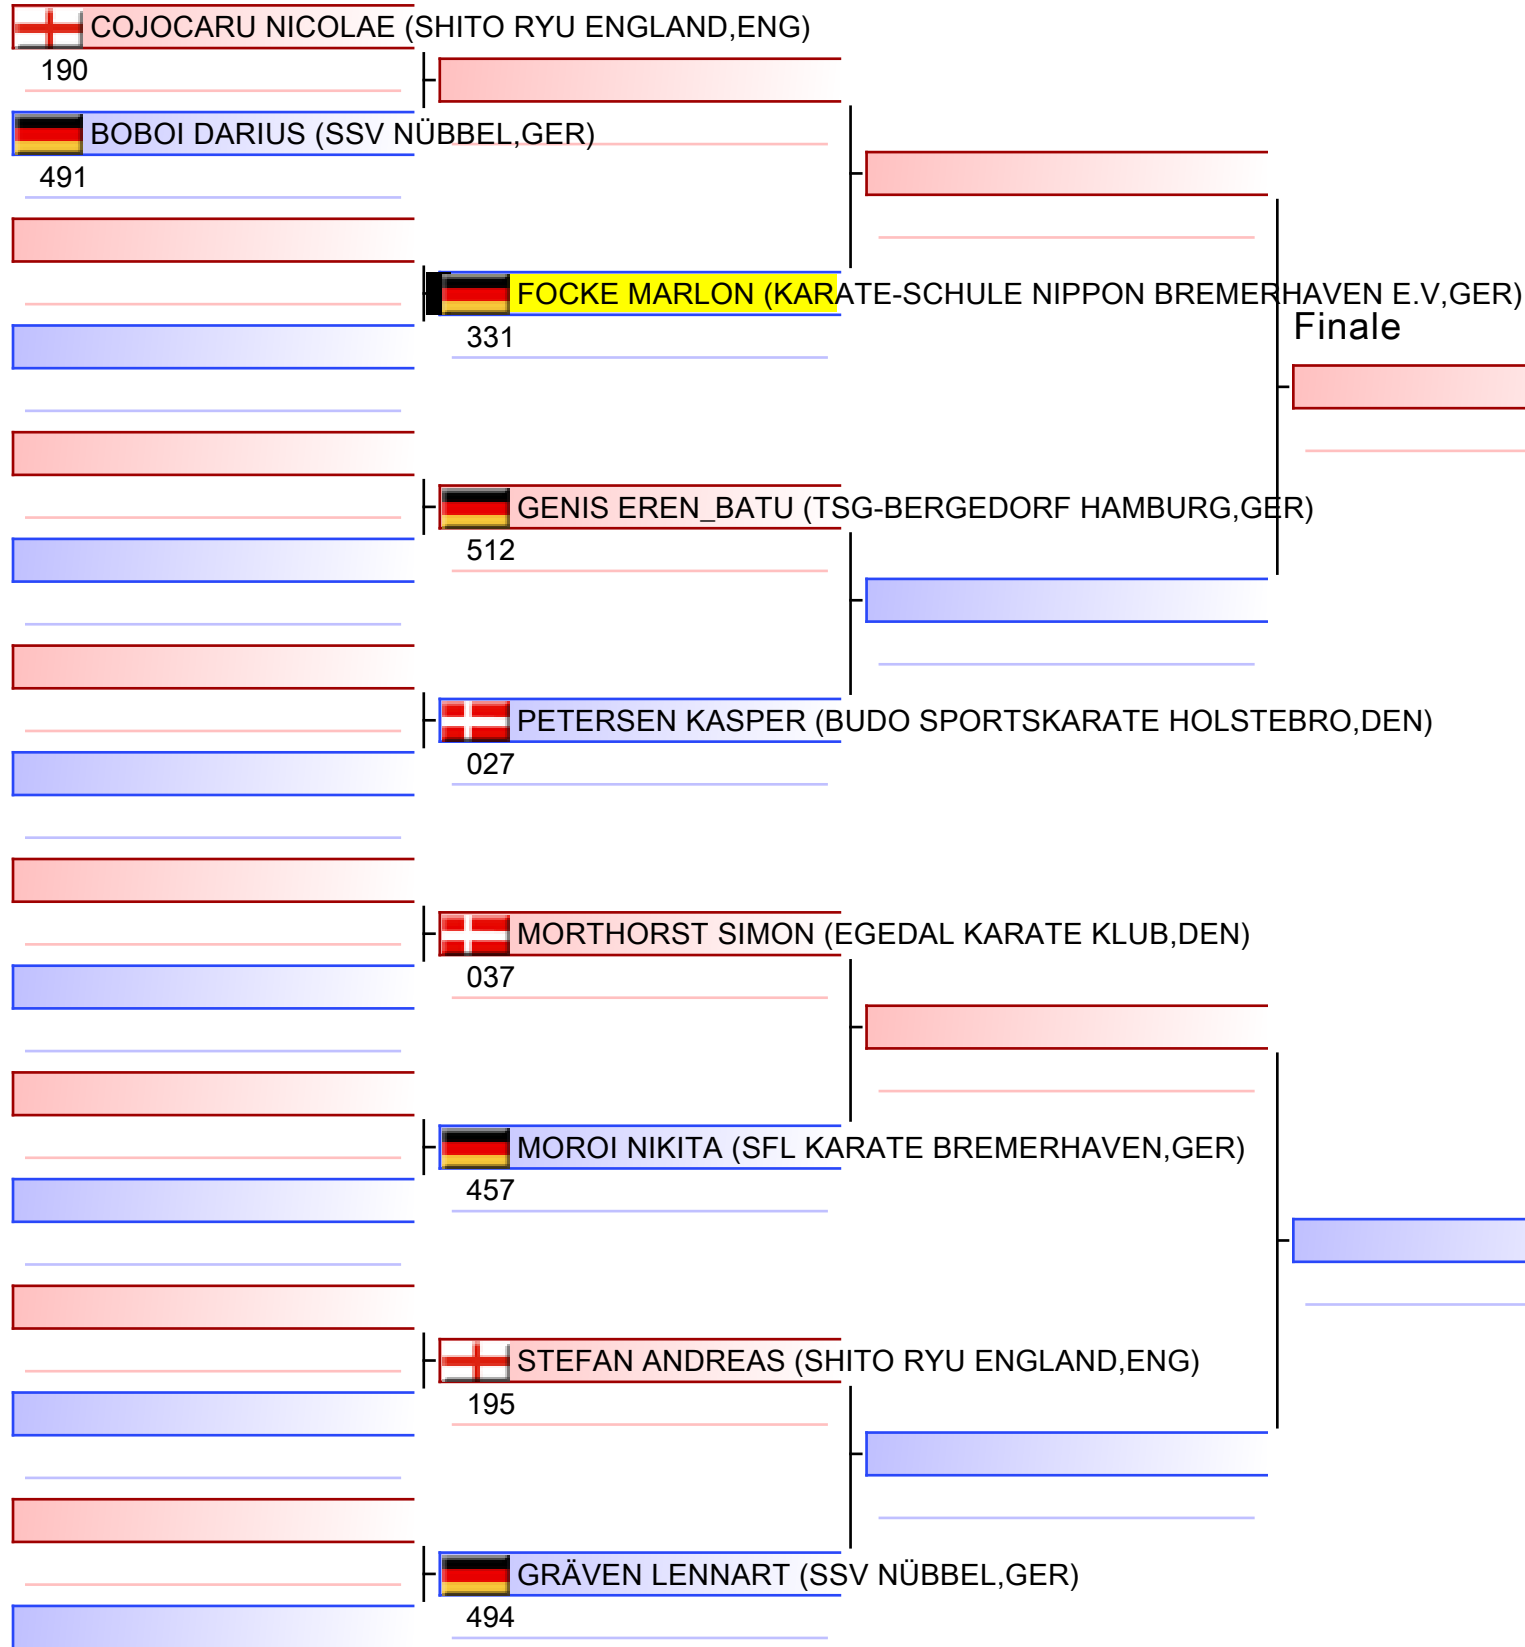 COJOCARU NICOLAE (SHITO RYU ENGLAND,ENG)
190
BOBOI DARIUS (SSV NÜBBEL,GER)
491
FOCKE MARLON (KARATE-SCHULE NIPPON BREMERHAVEN E.V,GER)
331
Finale
GENIS EREN_BATU (TSG-BERGEDORF HAMBURG,GER)
512
PETERSEN KASPER (BUDO SPORTSKARATE HOLSTEBRO,DEN)
027
MORTHORST SIMON (EGEDAL KARATE KLUB,DEN)
037
MOROI NIKITA (SFL KARATE BREMERHAVEN,GER)
457
STEFAN ANDREAS (SHITO RYU ENGLAND,ENG)
195
GRÄVEN LENNART (SSV NÜBBEL,GER)
494